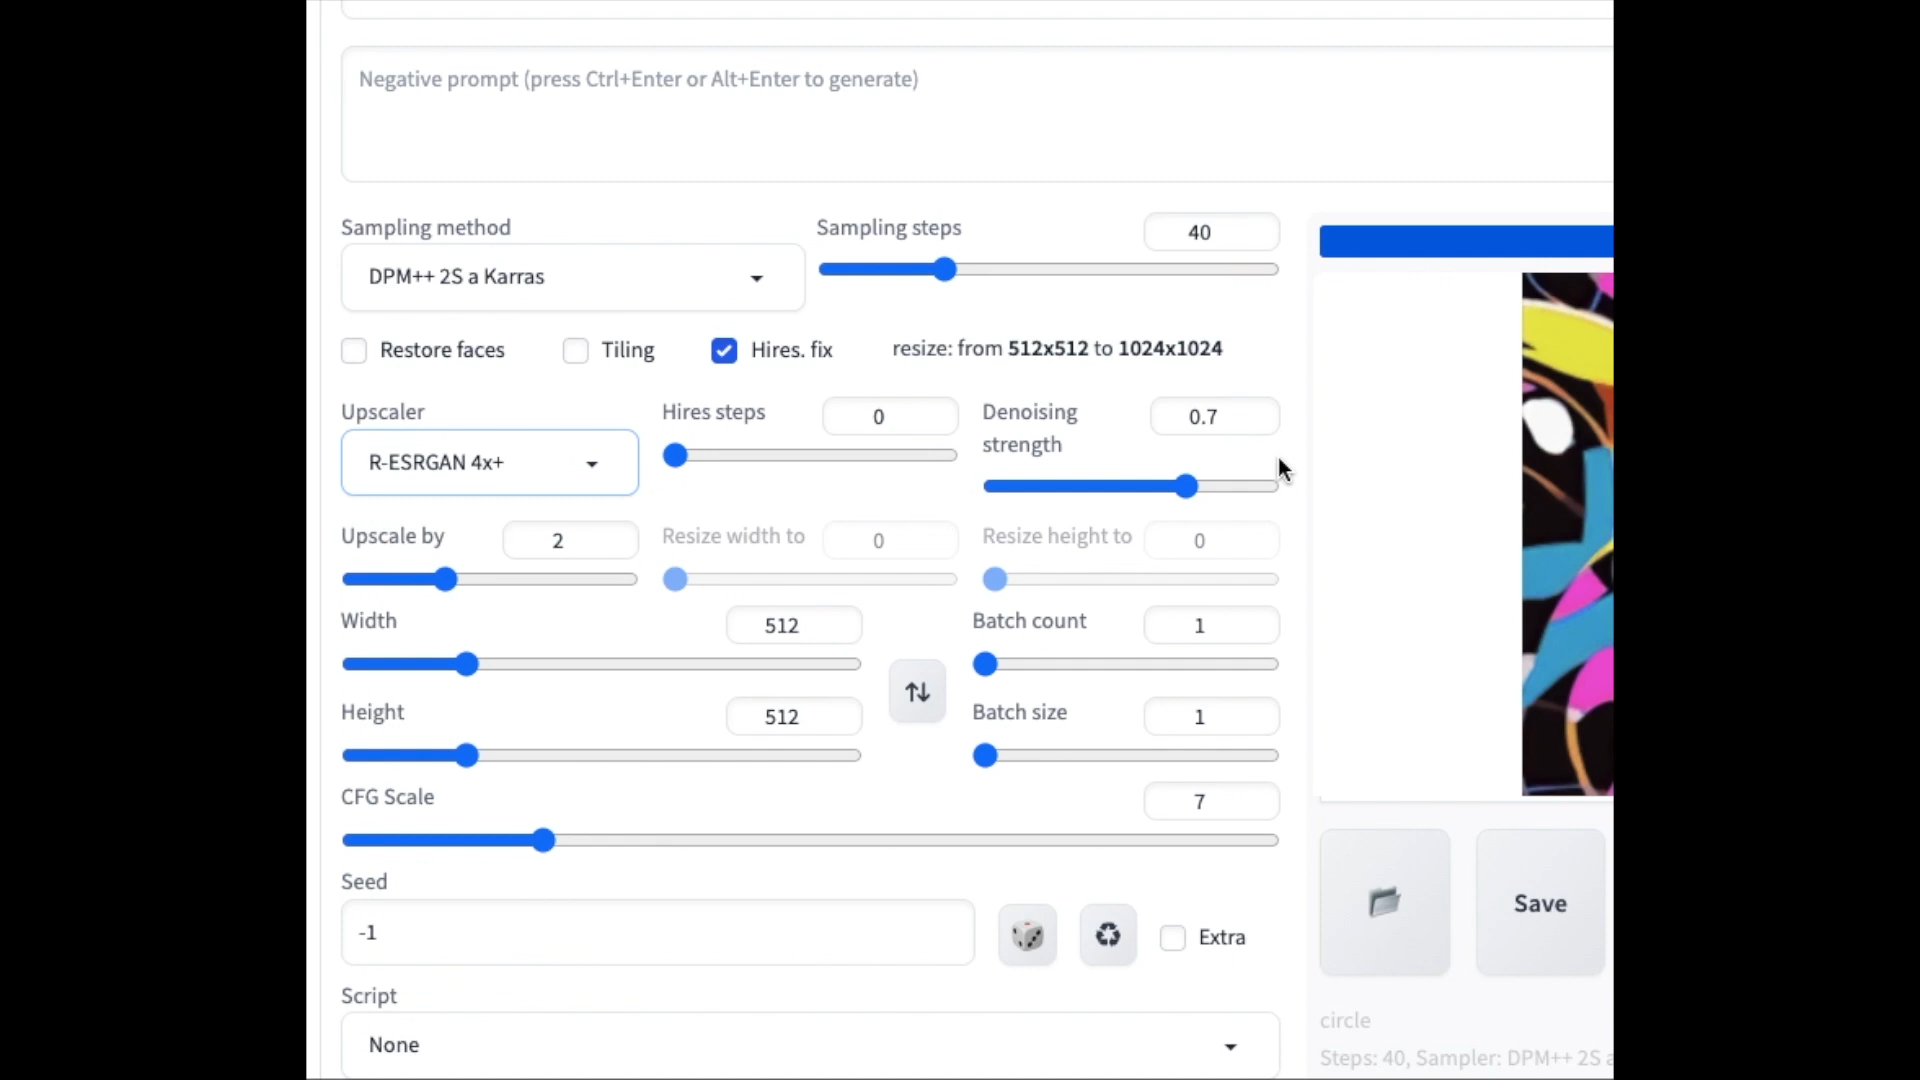 Negative prompt (press Ctrl+Enter or Alt+Enter to generate)
Sampling method
Sampling steps
40
DPM++ 2S a Karras
Restore faces
Tiling
Hires. fix
resize: from 512x512 to 1024x1024
Upscaler
R-ESRGAN 4x+
Hires steps
0
Denoising
strength
0.7
Upscale by
2
Resize width to
0
Resize height to
0
Width
512
Batch count
1
Height
512
Batch size
1
CFG Scale
7
Seed
-1
Extra
Save
Script
None
circle
Steps: 40, Sampler: DPM++ 2S a